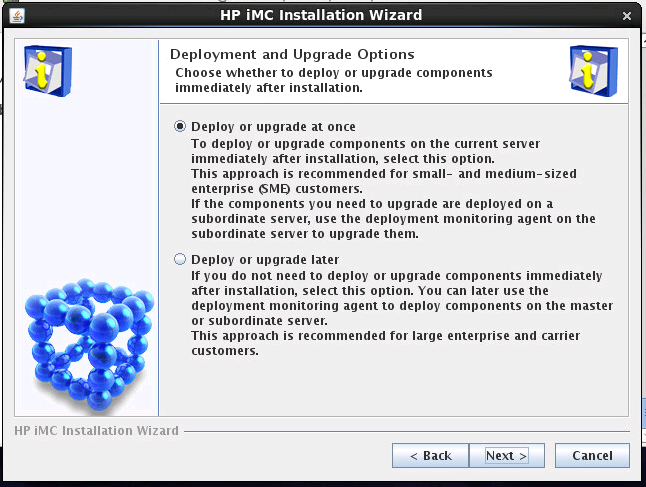 HP iMC Installation Wizard
Deployment and Upgrade Options
Choose whether to deploy or upgrade components
immediately after installation.
Deploy or upgrade at once
To deploy or upgrade components on the current server
immediately after installation, select this option.
This approach is recommended for small- and medium-sized
enterprise (SME) customers.
If the components you need to upgrade are deployed on a
subordinate server, use the deployment monitoring agent on the
subordinate server to upgrade them.
Deploy or upgrade later
If you do not need to deploy or upgrade components immediately
after installation, select this option. You can later use the
deployment monitoring agent to deploy components on the master
or subordinate server.
This approach is recommended for large enterprise and carrier
customers.
HP iMC Installation Wizard
< Back Next > Cancel